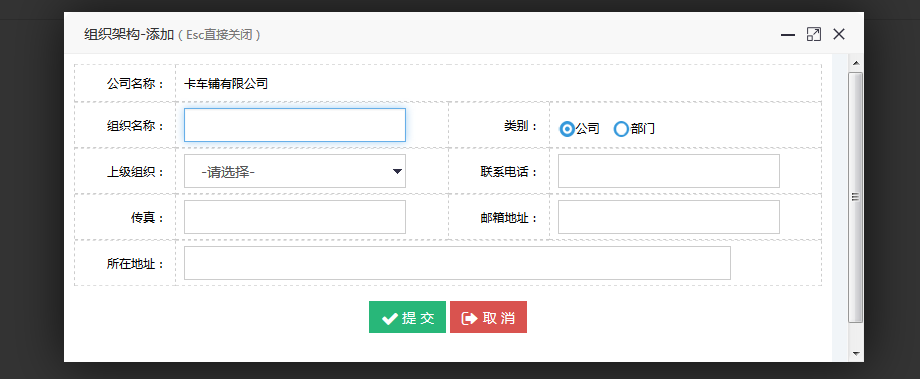 组织架构-添加 ( Esc直接关闭 )
公司名称： 卡车铺有限公司
组织名称： 类别： 公司 部门
上级组织： -请选择- 联系电话：
传真： 邮箱地址：
所在地址：
提 交 取 消